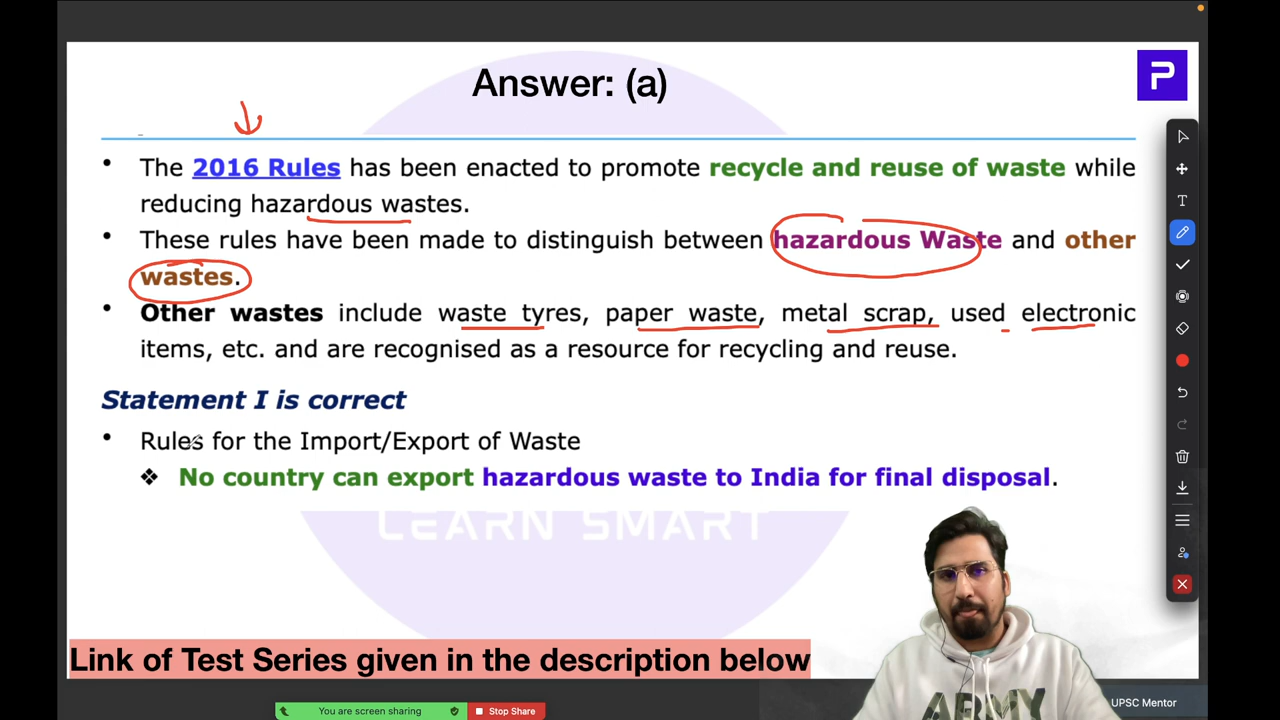 Answer: (a)
P
• The 2016 Rules has been enacted to promote recycle and reuse of waste while
reducing hazardous wastes.
• These rules have been made to distinguish between hazardous Waste and other
wastes.
• Other wastes include waste tyres, paper waste, metal scrap, used electronic
items, etc. and are recognised as a resource for recycling and reuse.
Statement I is correct
• Rules for the Import/Export of Waste
❖ No country can export hazardous waste to India for final disposal.
LEARN SMART
Link of Test Series given in the description below
ARMY
UPSC Mentor
You are screen sharing
Stop Share
T